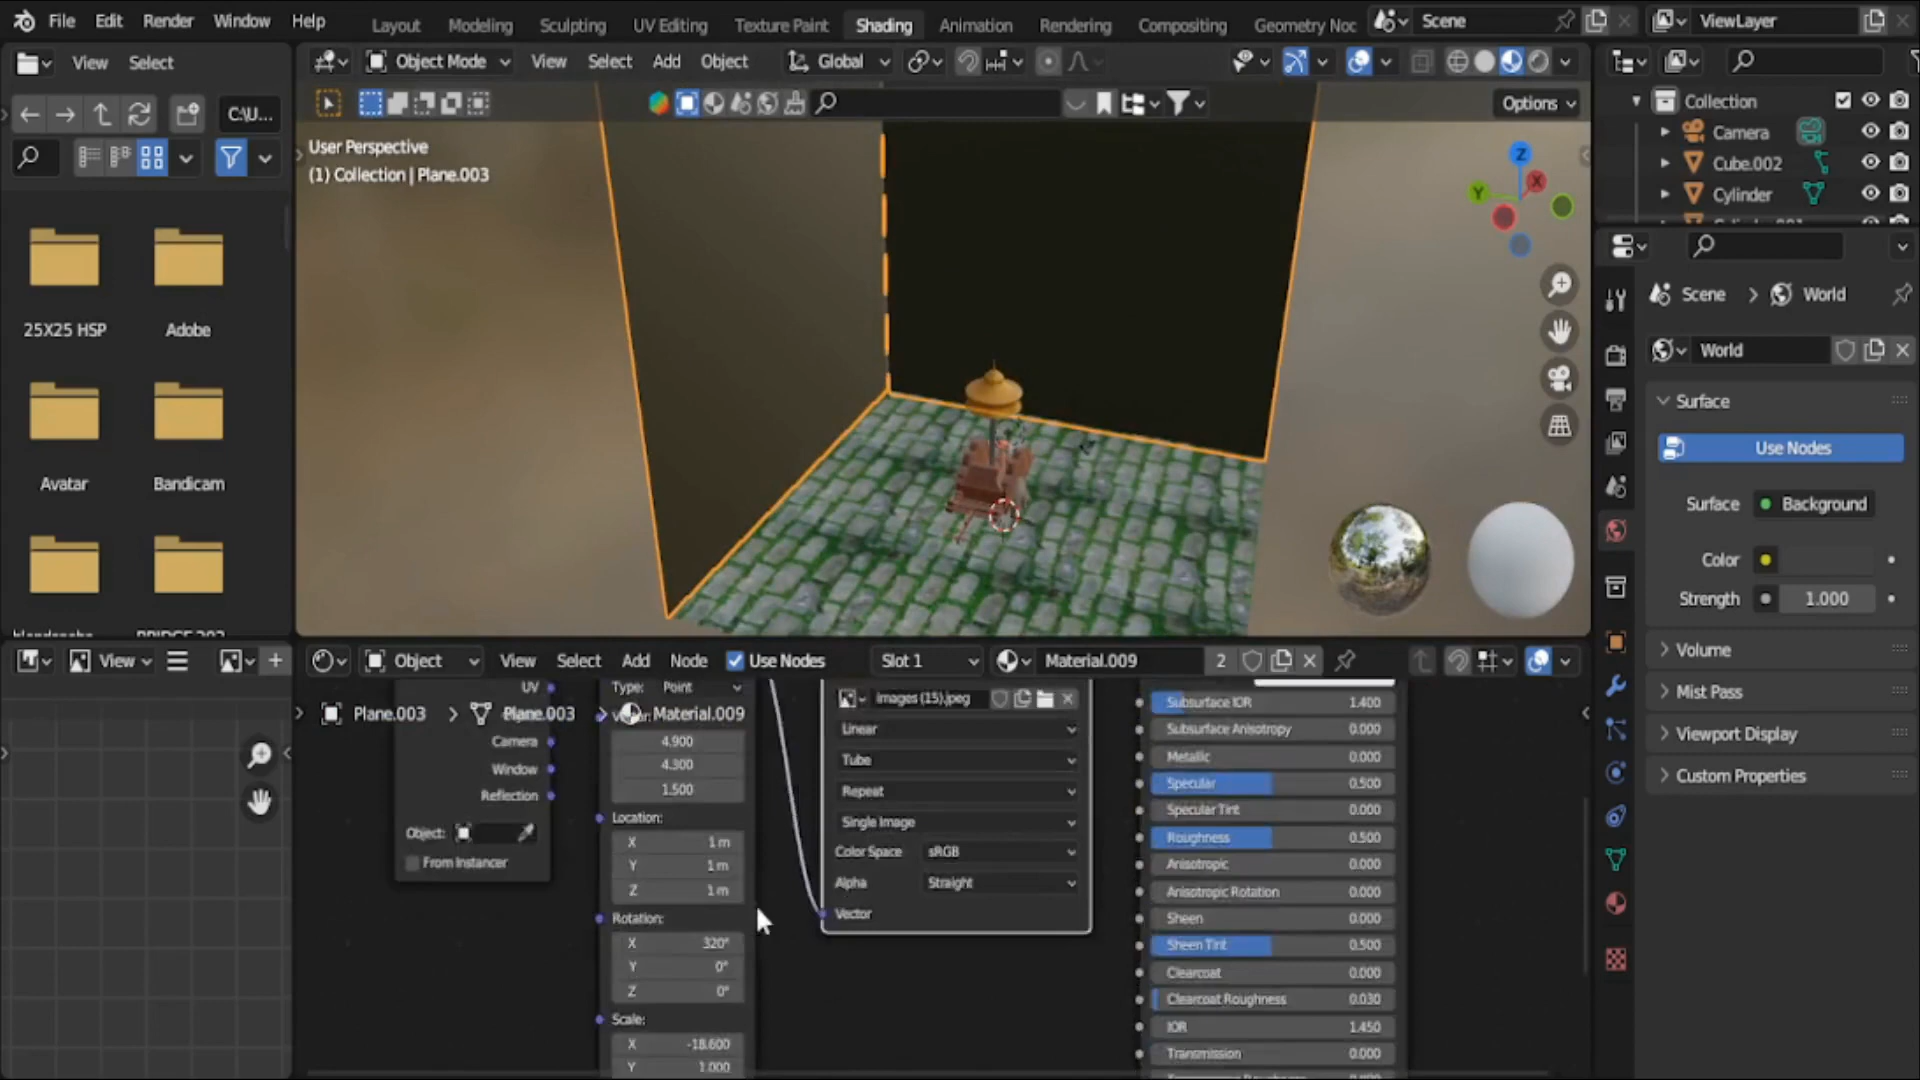 File Edit Render Window Help Layout Modeling Sculpting UV Editing Texture Paint Shading Animation Rendering Compositing Geometry Noc Scene ViewLayer
View Select Object Mode View Select Add Object Global
C:\U... Options
Collection
Camera
Cube.002
Cylinder
User Perspective
(1) Collection | Plane.003
Z
X
Y
25X25 HSP Adobe
Avatar Bandicam
Scene > World
World
Surface
Use Nodes
Surface Background
Color
Strength 1.000
Volume
Mist Pass
Viewport Display
Custom Properties
View Object View Select Add Node Use Nodes Slot 1 Material.009 2
Plane.003 > Plane.003 > Material.009
UV
Camera
Window
Reflection
Object:
From Instancer
Type: Point
4.900
4.300
1.500
Location:
X 1 m
Y 1 m
Z 1 m
Rotation:
X 320°
Y 0°
Z 0°
Scale:
X -18.600
Y 1.000
images (15).jpeg
Linear
Tube
Repeat
Single Image
Color Space sRGB
Alpha Straight
Vector
Subsurface IOR 1.400
Subsurface Anisotropy 0.000
Metallic 0.000
Specular 0.500
Specular Tint 0.000
Roughness 0.500
Anisotropic 0.000
Anisotropic Rotation 0.000
Sheen 0.000
Sheen Tint 0.500
Clearcoat 0.000
Clearcoat Roughness 0.030
IOR 1.450
Transmission 0.000